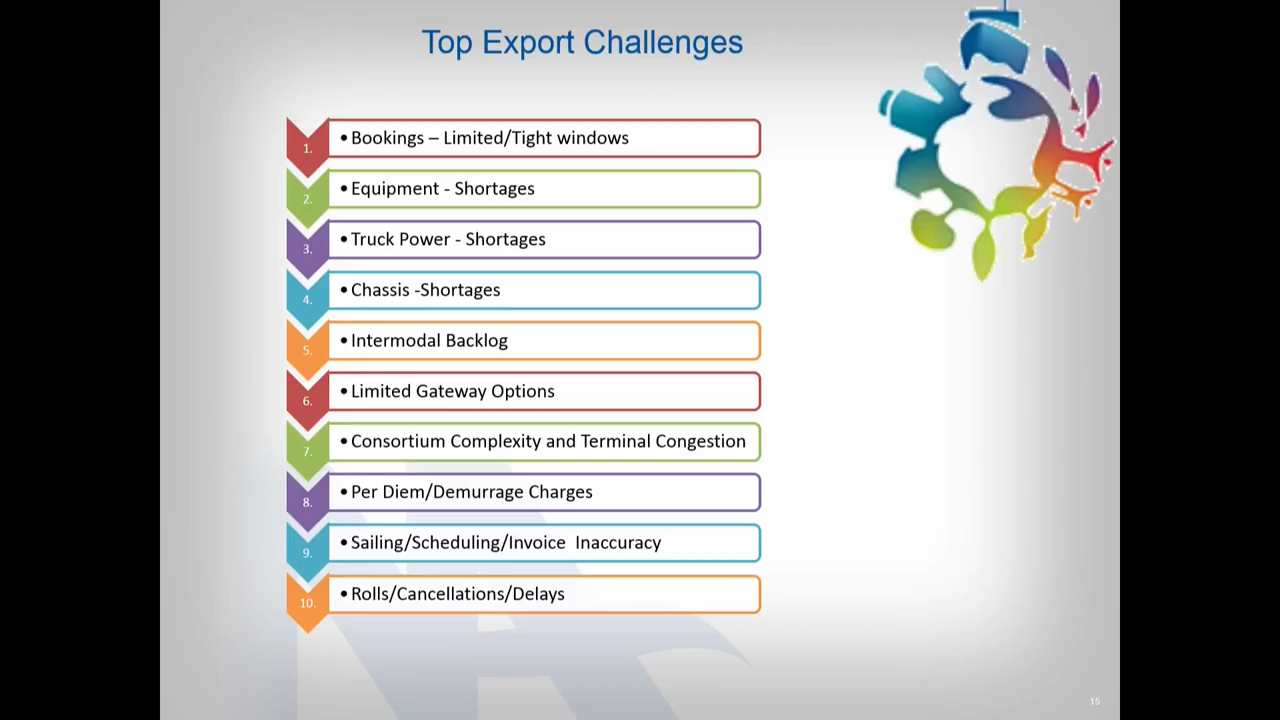 Top Export Challenges
1. • Bookings – Limited/Tight windows
2. • Equipment - Shortages
3. • Truck Power - Shortages
4. • Chassis -Shortages
5. • Intermodal Backlog
6. • Limited Gateway Options
7. • Consortium Complexity and Terminal Congestion
8. • Per Diem/Demurrage Charges
9. • Sailing/Scheduling/Invoice  Inaccuracy
10. • Rolls/Cancellations/Delays
15